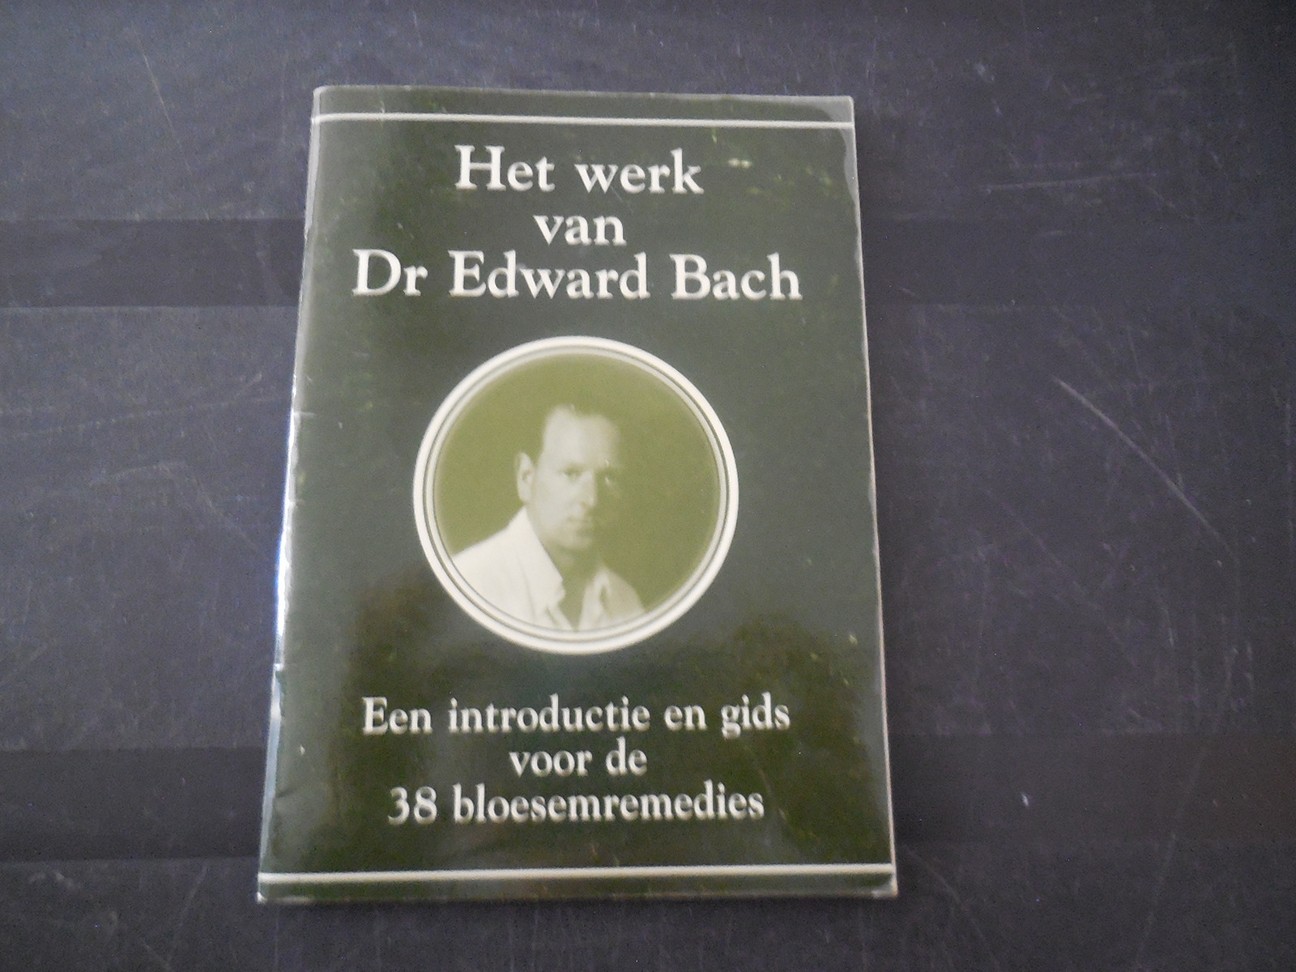 Het werk
van
Dr Edward Bach
Een introductie en gids
voor de
38 bloesemremedies